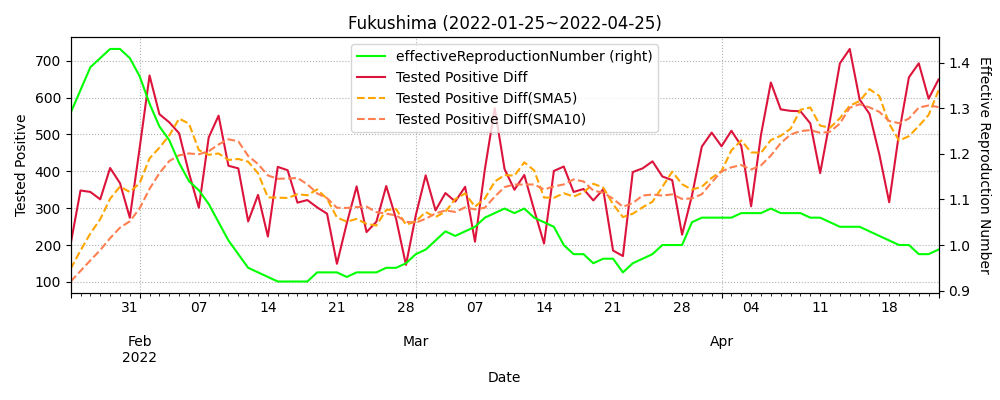 Fukushima (2022-01-25~2022-04-25)
effectiveReproductionNumber (right)
Tested Positive Diff
Tested Positive Diff(SMA5)
Tested Positive Diff(SMA10)
Tested Positive
700
600
500
400
300
200
100
Effective Reproduction Number
1.4
1.3
1.2
1.1
1.0
0.9
31 07 14 21 28 07 14 21 28 04 11 18
Feb Mar Apr
2022
Date